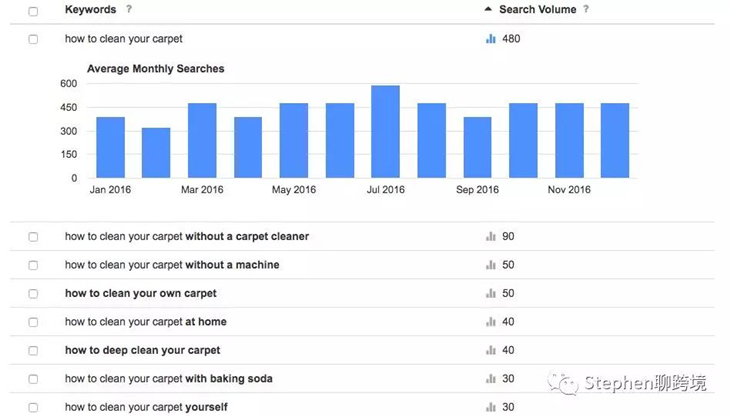 Keywords ? Search Volume ?
how to clean your carpet 480
Average Monthly Searches
600
450
300
150
0
Jan 2016 Mar 2016 May 2016 Jul 2016 Sep 2016 Nov 2016
how to clean your carpet without a carpet cleaner 90
how to clean your carpet without a machine 50
how to clean your own carpet 50
how to clean your carpet at home 40
how to deep clean your carpet 40
how to clean your carpet with baking soda 30
Stephen聊跨境
how to clean your carpet yourself 30